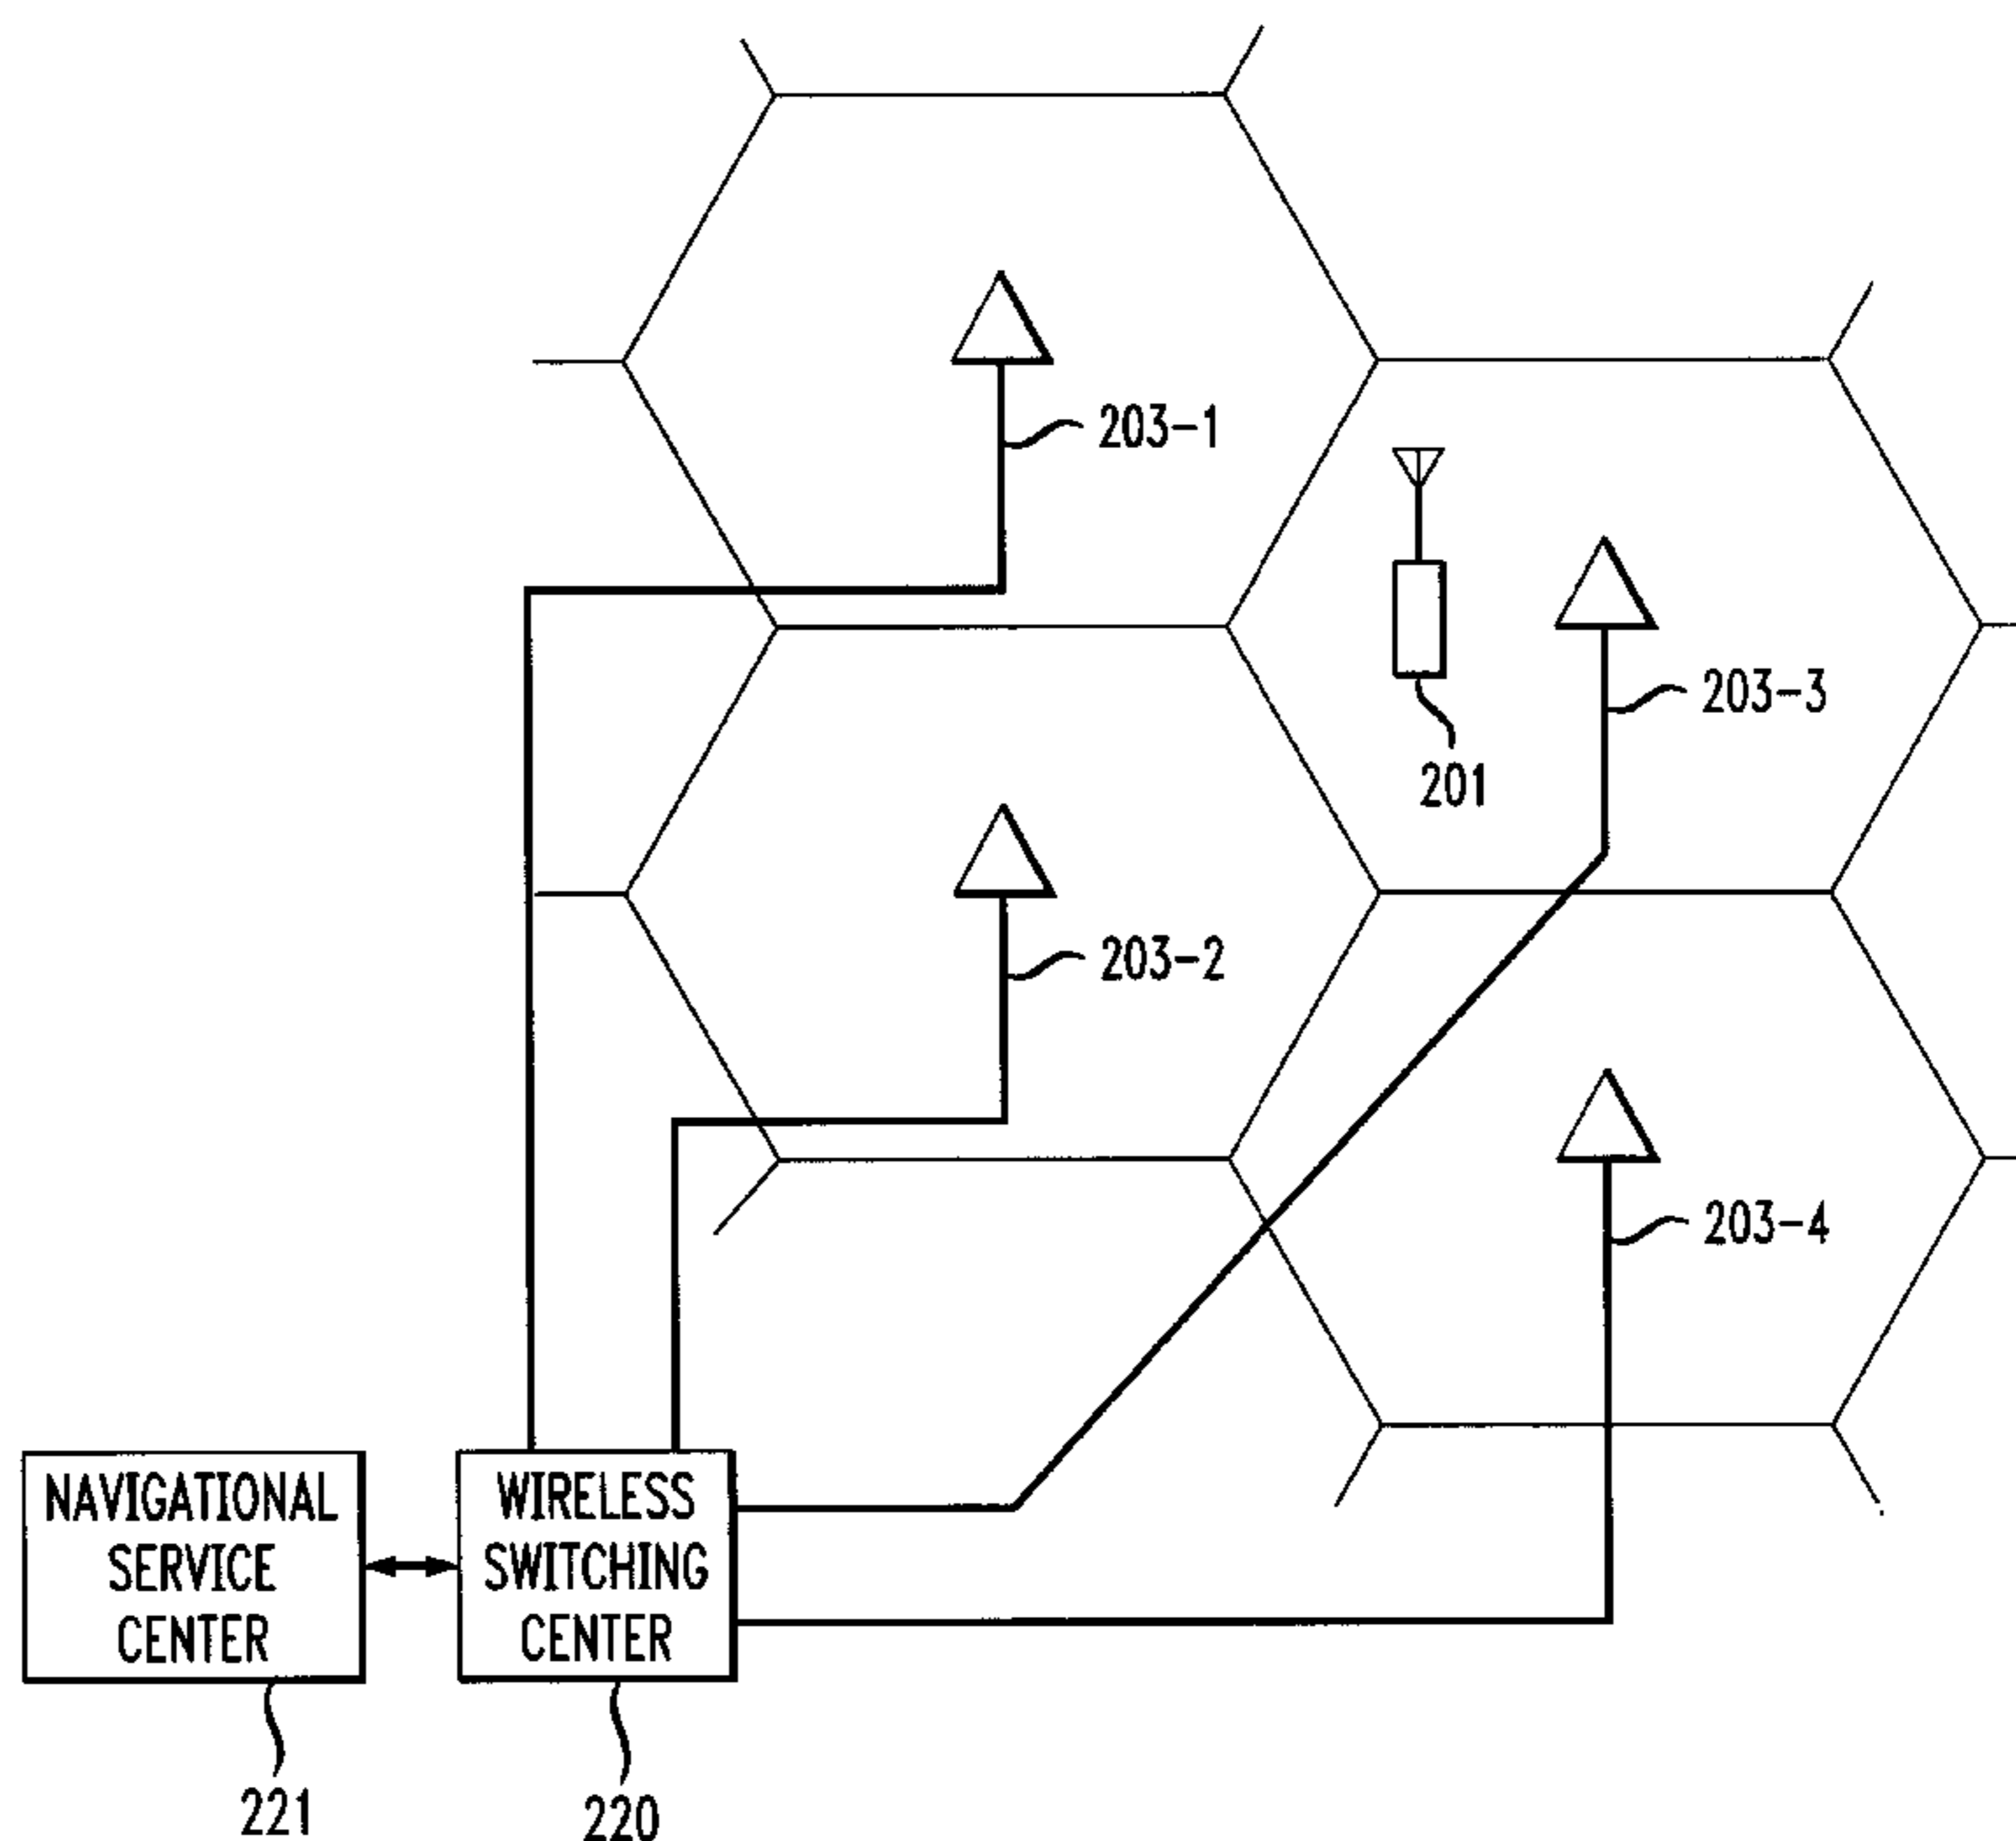 203-1
203-3
201
203-2
203-4
NAVIGATIONAL
SERVICE
CENTER
WIRELESS
SWITCHING
CENTER
221
220